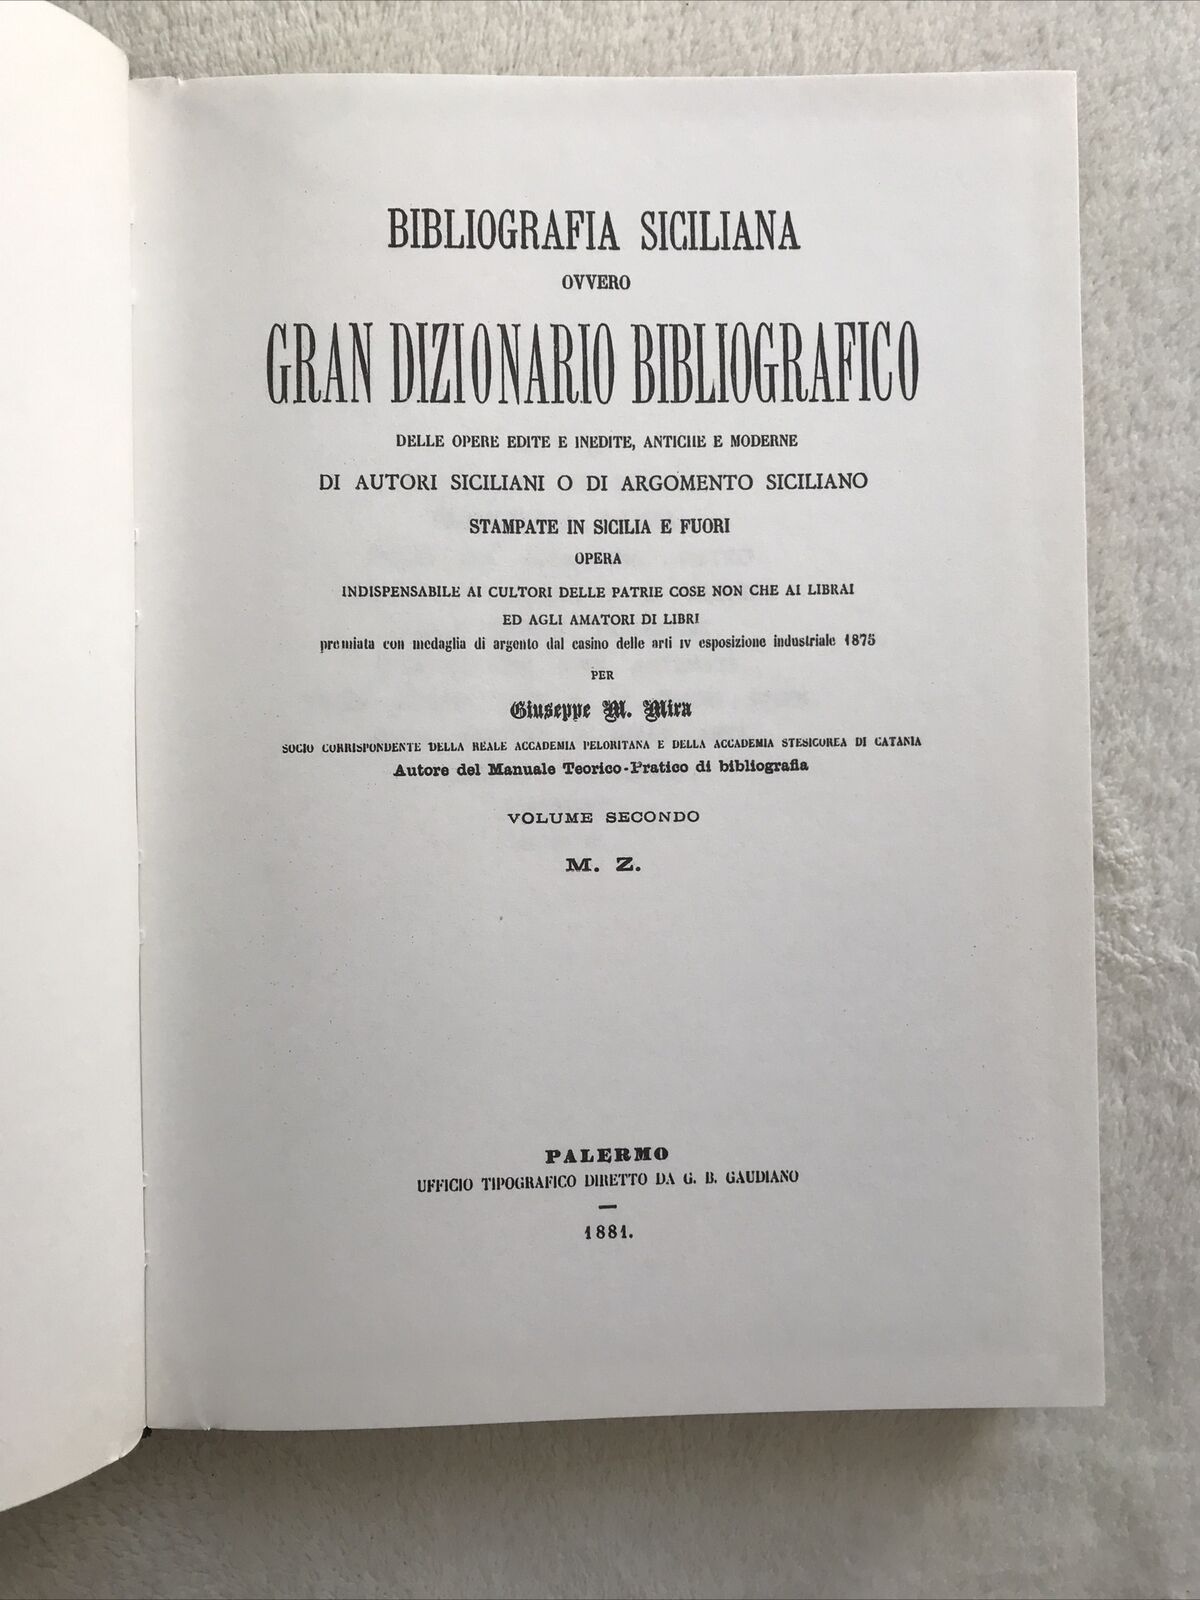 BIBLIOGRAFIA SICILIANA
OVVERO
GRAN DIZIONARIO BIBLIOGRAFICO
DELLE OPERE EDITE E INEDITE, ANTICHE E MODERNE
DI AUTORI SICILIANI O DI ARGOMENTO SICILIANO
STAMPATE IN SICILIA E FUORI
OPERA
INDISPENSABILE AI CULTORI DELLE PATRIE COSE NON CHE AI LIBRAI
ED AGLI AMATORI DI LIBRI
premiata con medaglia di argento dal casino delle arti IV esposizione industriale 1875
PER
Giuseppe M. Mira
SOCIO CORRISPONDENTE DELLA REALE ACCADEMIA PELORITANA E DELLA ACCADEMIA STESICOREA DI CATANIA
Autore del Manuale Teorico-Pratico di bibliografia
VOLUME SECONDO
M. Z.
PALERMO
UFFICIO TIPOGRAFICO DIRETTO DA G. B. GAUDIANO
1881.